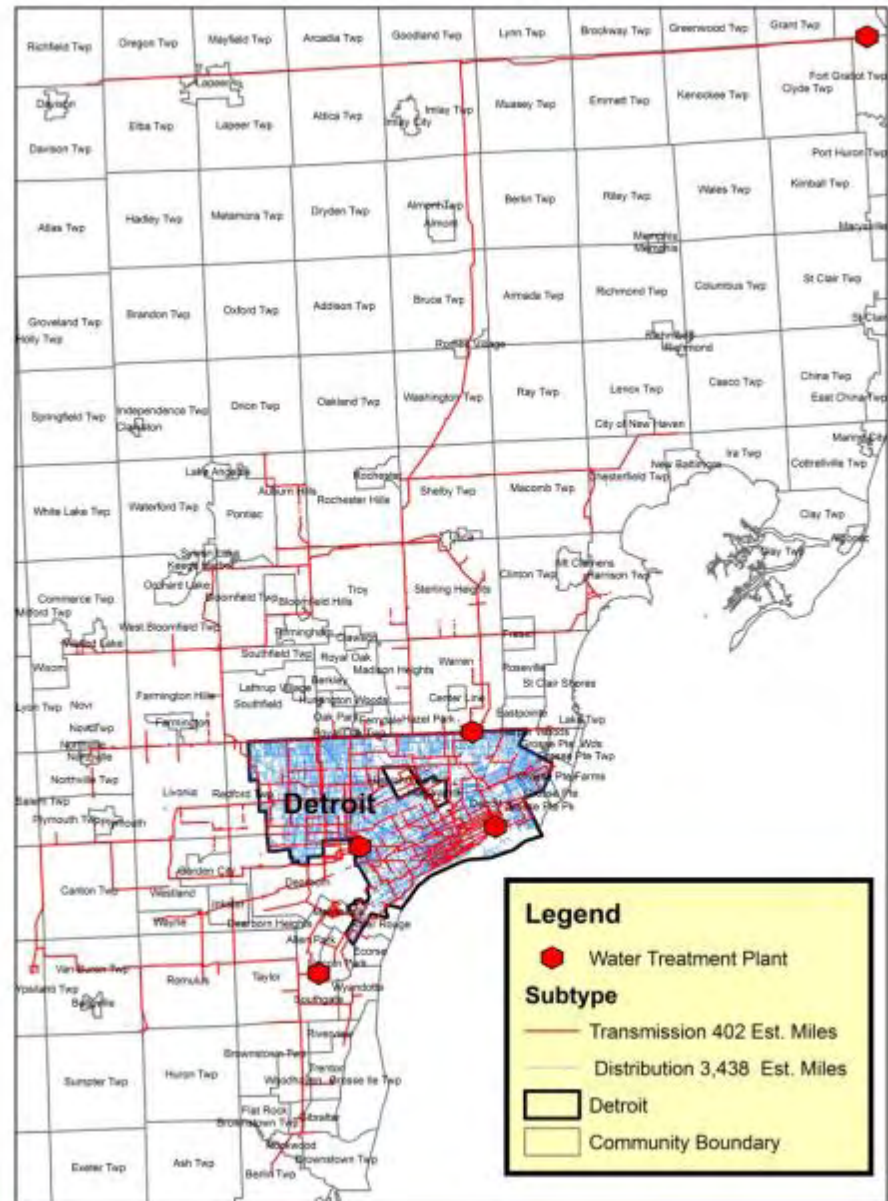 Richfield Twp
Oregon Twp
Mayfield Twp
Arcadia Twp
Goodland Twp
Lynn Twp
Brockway Twp
Greenwood Twp
Grant Twp
Davison
Lapeer
Imlay City
Imlay Twp
Fort Gratiot Twp
Clyde Twp
Davison Twp
Elba Twp
Lapeer Twp
Attica Twp
Mussey Twp
Emmett Twp
Kenockee Twp
Port Huron Twp
Atlas Twp
Hadley Twp
Metamora Twp
Dryden Twp
Almont Twp
Almont
Berlin Twp
Riley Twp
Wales Twp
Kimball Twp
Memphis
Memphis
Marysville
Groveland Twp
Holly Twp
Brandon Twp
Oxford Twp
Addison Twp
Bruce Twp
Armada Twp
Richmond Twp
Columbus Twp
St Clair Twp
St Clair
Richmond
Springfield Twp
Independence Twp
Clarkston
Orion Twp
Oakland Twp
Washington Twp
Ray Twp
Lenox Twp
Casco Twp
China Twp
East China Twp
City of New Haven
Marine City
White Lake Twp
Waterford Twp
Lake Angelus
Pontiac
Auburn Hills
Rochester
Rochester Hills
Shelby Twp
Macomb Twp
Chesterfield Twp
New Baltimore
Ira Twp
Cottrellville Twp
Clay Twp
Clay Twp
Commerce Twp
Milford Twp
Orchard Lake
West Bloomfield Twp
Bloomfield Twp
Bloomfield Hills
Troy
Sterling Heights
Clinton Twp
Mt Clemens
Harrison Twp
Walled Lake
Wixom
Birmingham
Clawson
Southfield Twp
Royal Oak
Madison Heights
Warren
Fraser
Roseville
St Clair Shores
Lyon Twp
Novi
Novi Twp
Farmington Hills
Farmington
Lathrup Village
Southfield
Berkley
Huntington Woods
Oak Park
Ferndale
Hazel Park
Royal Oak Twp
Center Line
Eastpointe
Lake Twp
Northville
Northville Twp
Livonia
Redford Twp
Detroit
Salem Twp
Plymouth Twp
Plymouth
Canton Twp
Garden City
Westland
Wayne
Inkster
Dearborn
Dearborn Heights
Allen Park
Ecorse
Lincoln Park
Wyandotte
Van Buren Twp
Ypsilanti Twp
Belleville
Romulus
Taylor
Southgate
Riverview
Brownstown Twp
Trenton
Woodhaven
Grosse Ile Twp
Sumpter Twp
Huron Twp
Flat Rock
Brownstown Twp
Gibraltar
Rockwood
Brownstown Twp
Exeter Twp
Ash Twp
Berlin Twp
Legend
Water Treatment Plant
Subtype
Transmission 402 Est. Miles
Distribution 3,438 Est. Miles
Detroit
Community Boundary